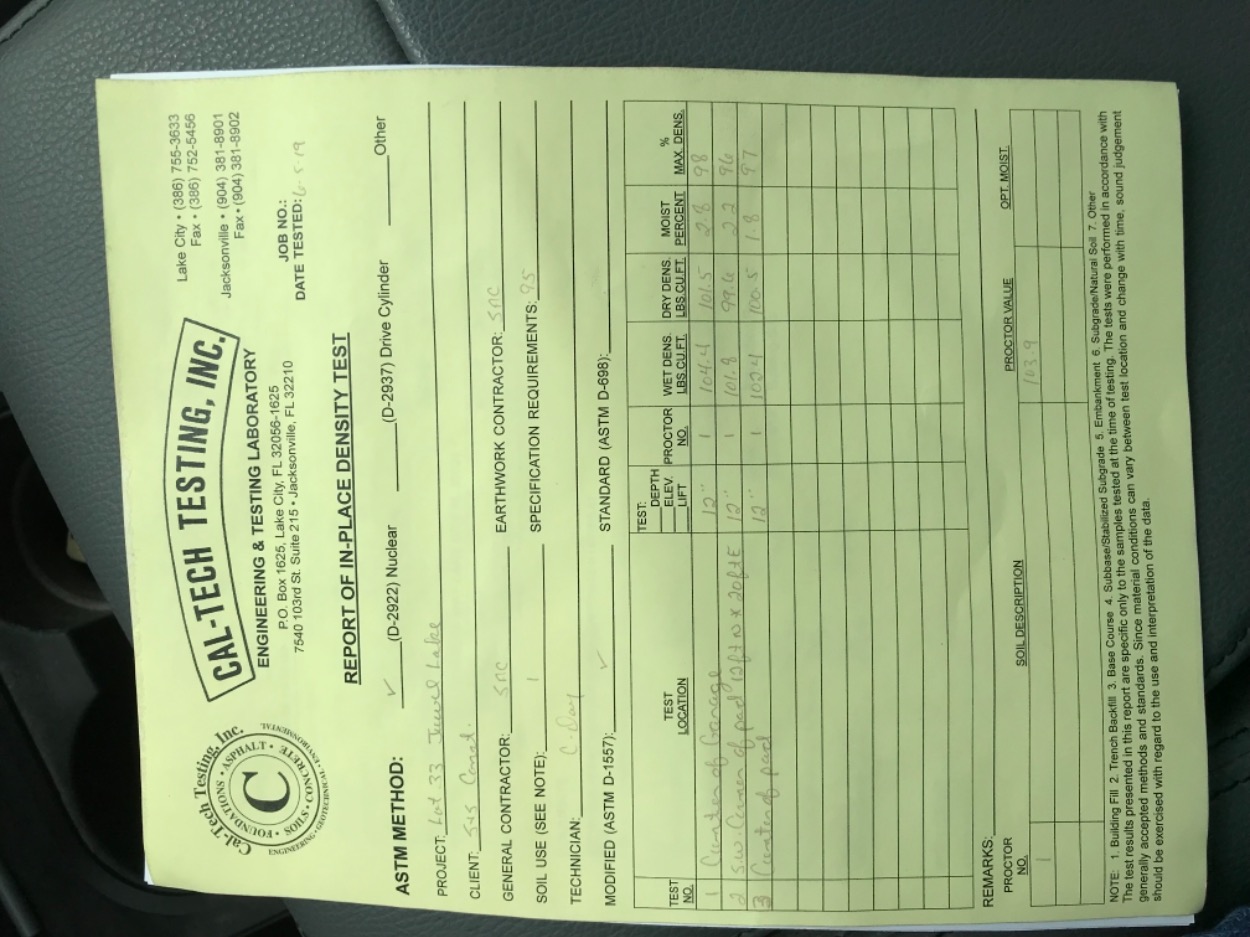 Cal-Tech Testing, Inc.
FOUNDATIONS • ASPHALT • SOILS • CONCRETE
C
ENGINEERING • GEOTECHNICAL • ENVIRONMENTAL
CAL-TECH TESTING, INC.
ENGINEERING & TESTING LABORATORY
P.O. Box 1625, Lake City, FL 32056-1625
7540 103rd St. Suite 215 • Jacksonville, FL 32210
Lake City • (386) 755-3633
Fax • (386) 752-5456
Jacksonville • (904) 381-8901
Fax • (904) 381-8902
JOB NO.:
DATE TESTED: 6-5-19
REPORT OF IN-PLACE DENSITY TEST
ASTM METHOD: ✓ (D-2922) Nuclear (D-2937) Drive Cylinder Other
PROJECT: Lot 33 Jewel Lake
CLIENT: Const.
GENERAL CONTRACTOR: SNC EARTHWORK CONTRACTOR: SNC
SOIL USE (SEE NOTE): 1 SPECIFICATION REQUIREMENTS: 95
TECHNICIAN: C. Day
MODIFIED (ASTM D-1557): ✓ STANDARD (ASTM D-698):
TEST NO. TEST LOCATION TEST: DEPTH ELEV. LIFT PROCTOR NO. WET DENS. LBS.CU.FT. DRY DENS. LBS.CU.FT. MOIST PERCENT % MAX. DENS.
1 Center of Garage 12" 1 104.4 101.5 2.8 98
2 S.W. Corner of pad 12ft N x 20ft E 12" 1 101.8 99.6 2.2 96
3 Center of pad 12" 1 102.4 100.5 1.8 97
REMARKS:
PROCTOR NO. SOIL DESCRIPTION PROCTOR VALUE OPT. MOIST.
1 103.9
NOTE: 1. Building Fill 2. Trench Backfill 3. Base Course 4. Subbase/Stabilized Subgrade 5. Embankment 6. Subgrade/Natural Soil 7. Other
The test results presented in this report are specific only to the samples tested at the time of testing. The tests were performed in accordance with
generally accepted methods and standards. Since material conditions can vary between test location and change with time, sound judgement
should be exercised with regard to the use and interpretation of the data.